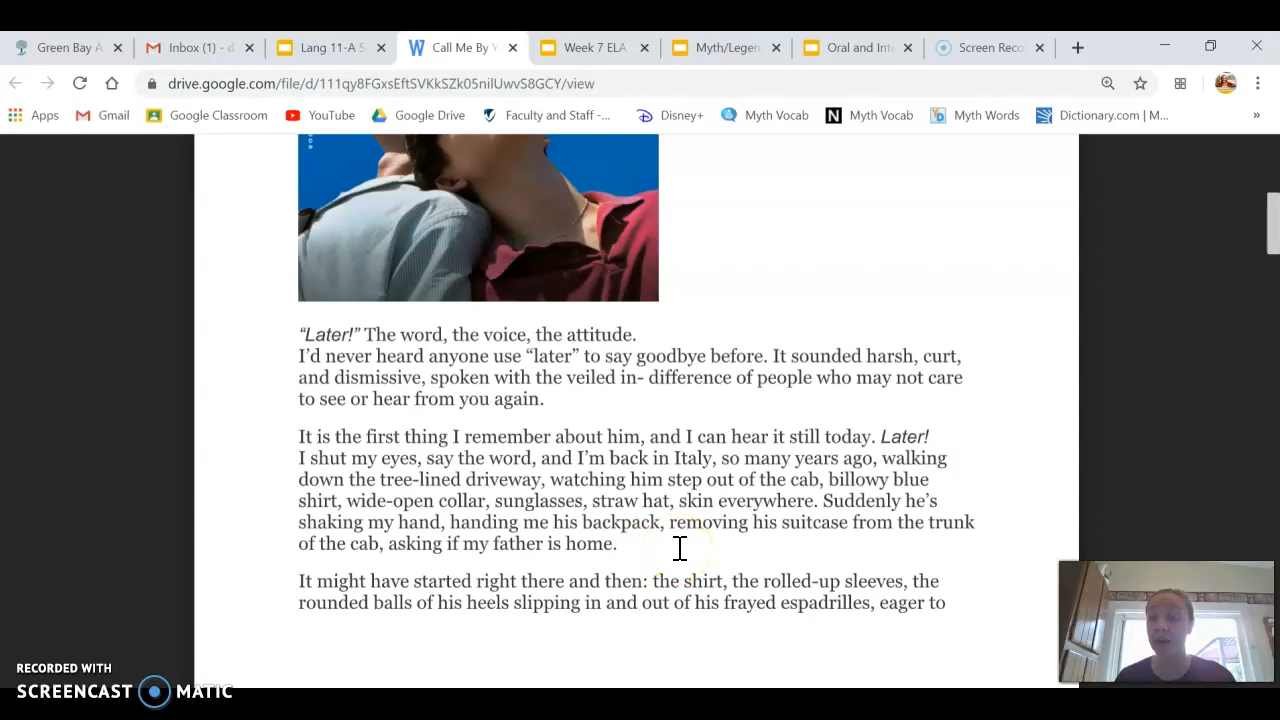 Green Bay A
Inbox (1) - d
Lang 11-A S
Call Me By Y
Week 7 ELA
Myth/Legen
Oral and Int
Screen Reco
drive.google.com/file/d/111qy8FGxsEftSVKkSZk05nilUwvS8GCY/view
Apps
Gmail
Google Classroom
YouTube
Google Drive
Faculty and Staff -...
Disney+
Myth Vocab
Myth Vocab
Myth Words
Dictionary.com | M...
»
“Later!” The word, the voice, the attitude.
I’d never heard anyone use “later” to say goodbye before. It sounded harsh, curt,
and dismissive, spoken with the veiled in- difference of people who may not care
to see or hear from you again.
It is the first thing I remember about him, and I can hear it still today. Later!
I shut my eyes, say the word, and I’m back in Italy, so many years ago, walking
down the tree-lined driveway, watching him step out of the cab, billowy blue
shirt, wide-open collar, sunglasses, straw hat, skin everywhere. Suddenly he’s
shaking my hand, handing me his backpack, removing his suitcase from the trunk
of the cab, asking if my father is home.
It might have started right there and then: the shirt, the rolled-up sleeves, the
rounded balls of his heels slipping in and out of his frayed espadrilles, eager to
RECORDED WITH
SCREENCAST MATIC